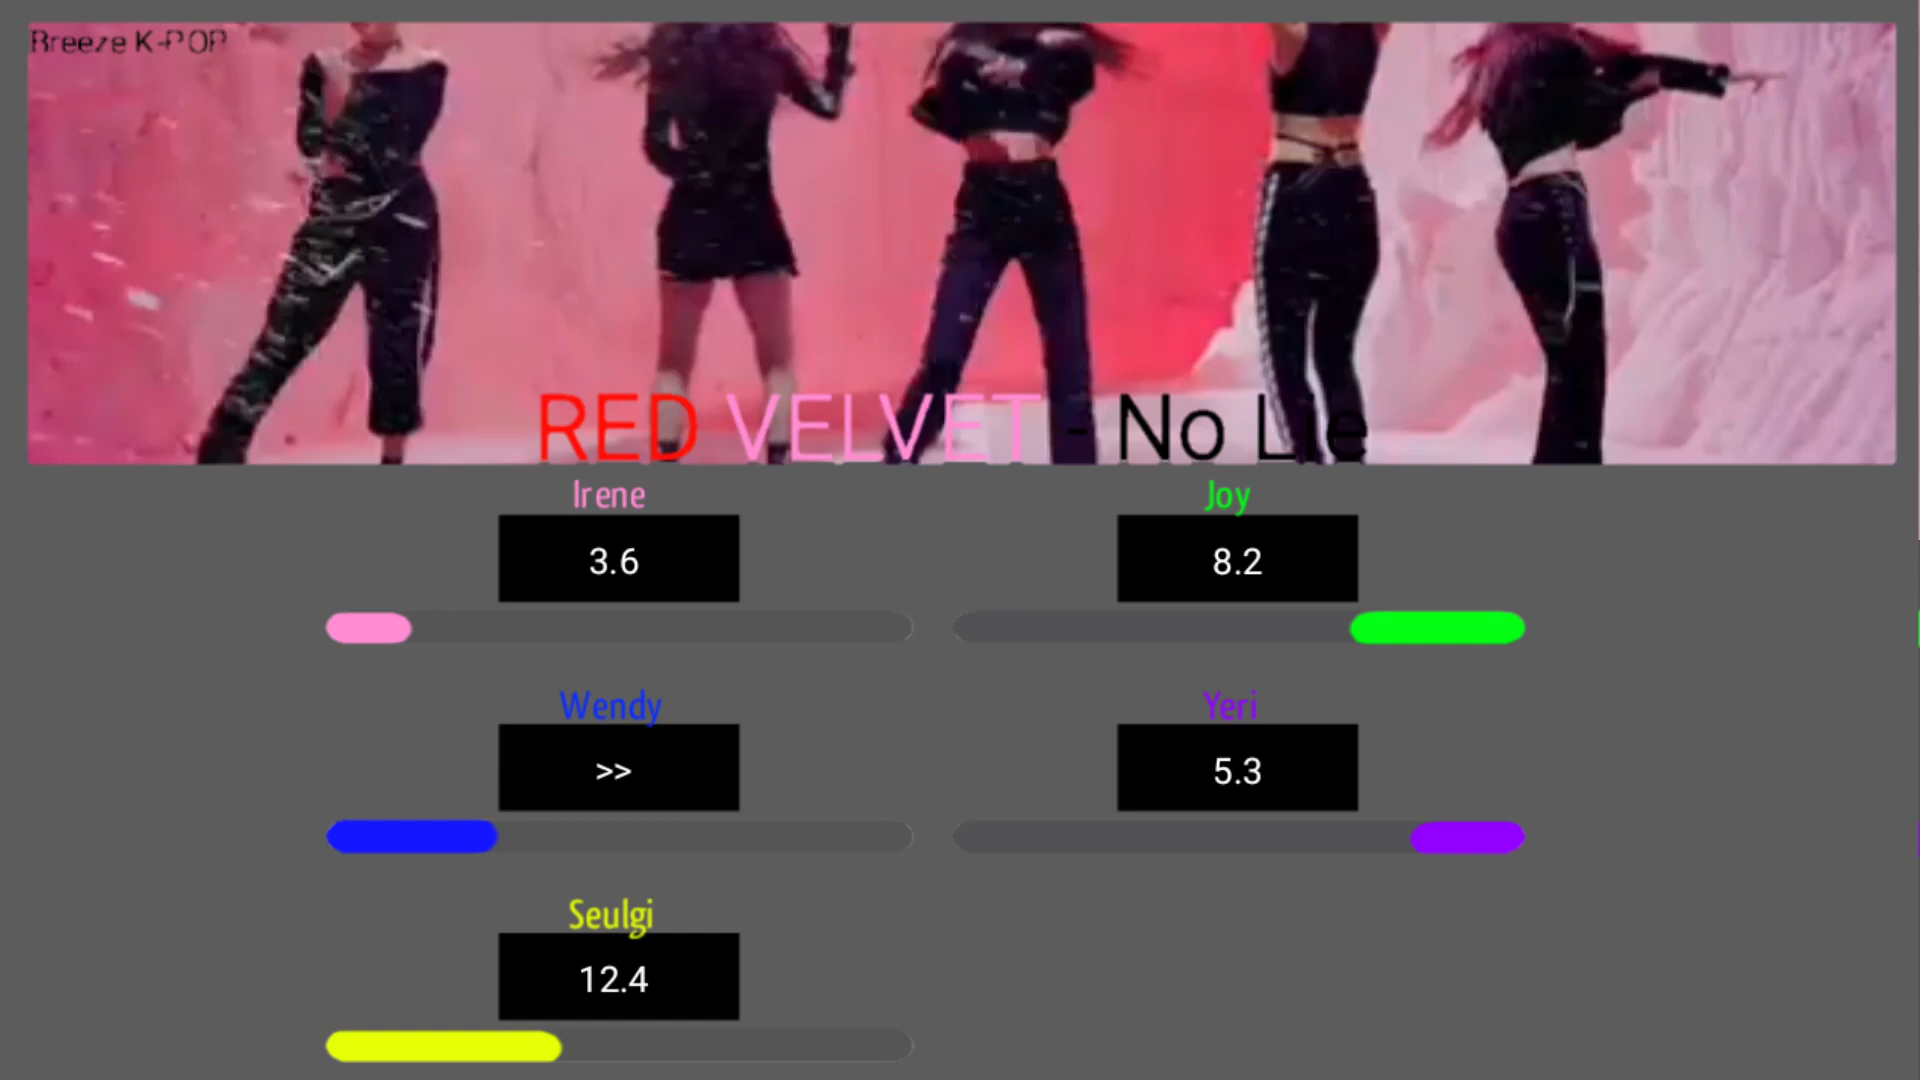 Breeze K-POP
RED VELVET - No Lie
Irene
3.6
Joy
8.2
Wendy
>>
Yeri
5.3
Seulgi
12.4